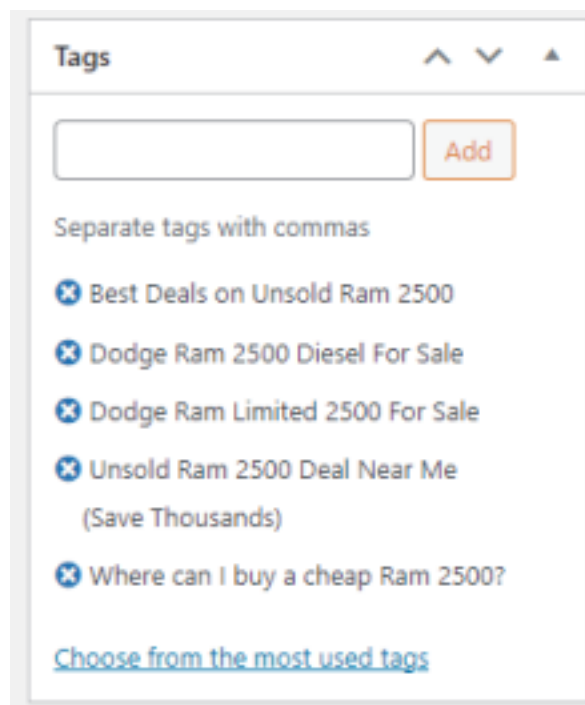 Tags
Add
Separate tags with commas
Best Deals on Unsold Ram 2500
Dodge Ram 2500 Diesel For Sale
Dodge Ram Limited 2500 For Sale
Unsold Ram 2500 Deal Near Me
(Save Thousands)
Where can I buy a cheap Ram 2500?
Choose from the most used tags